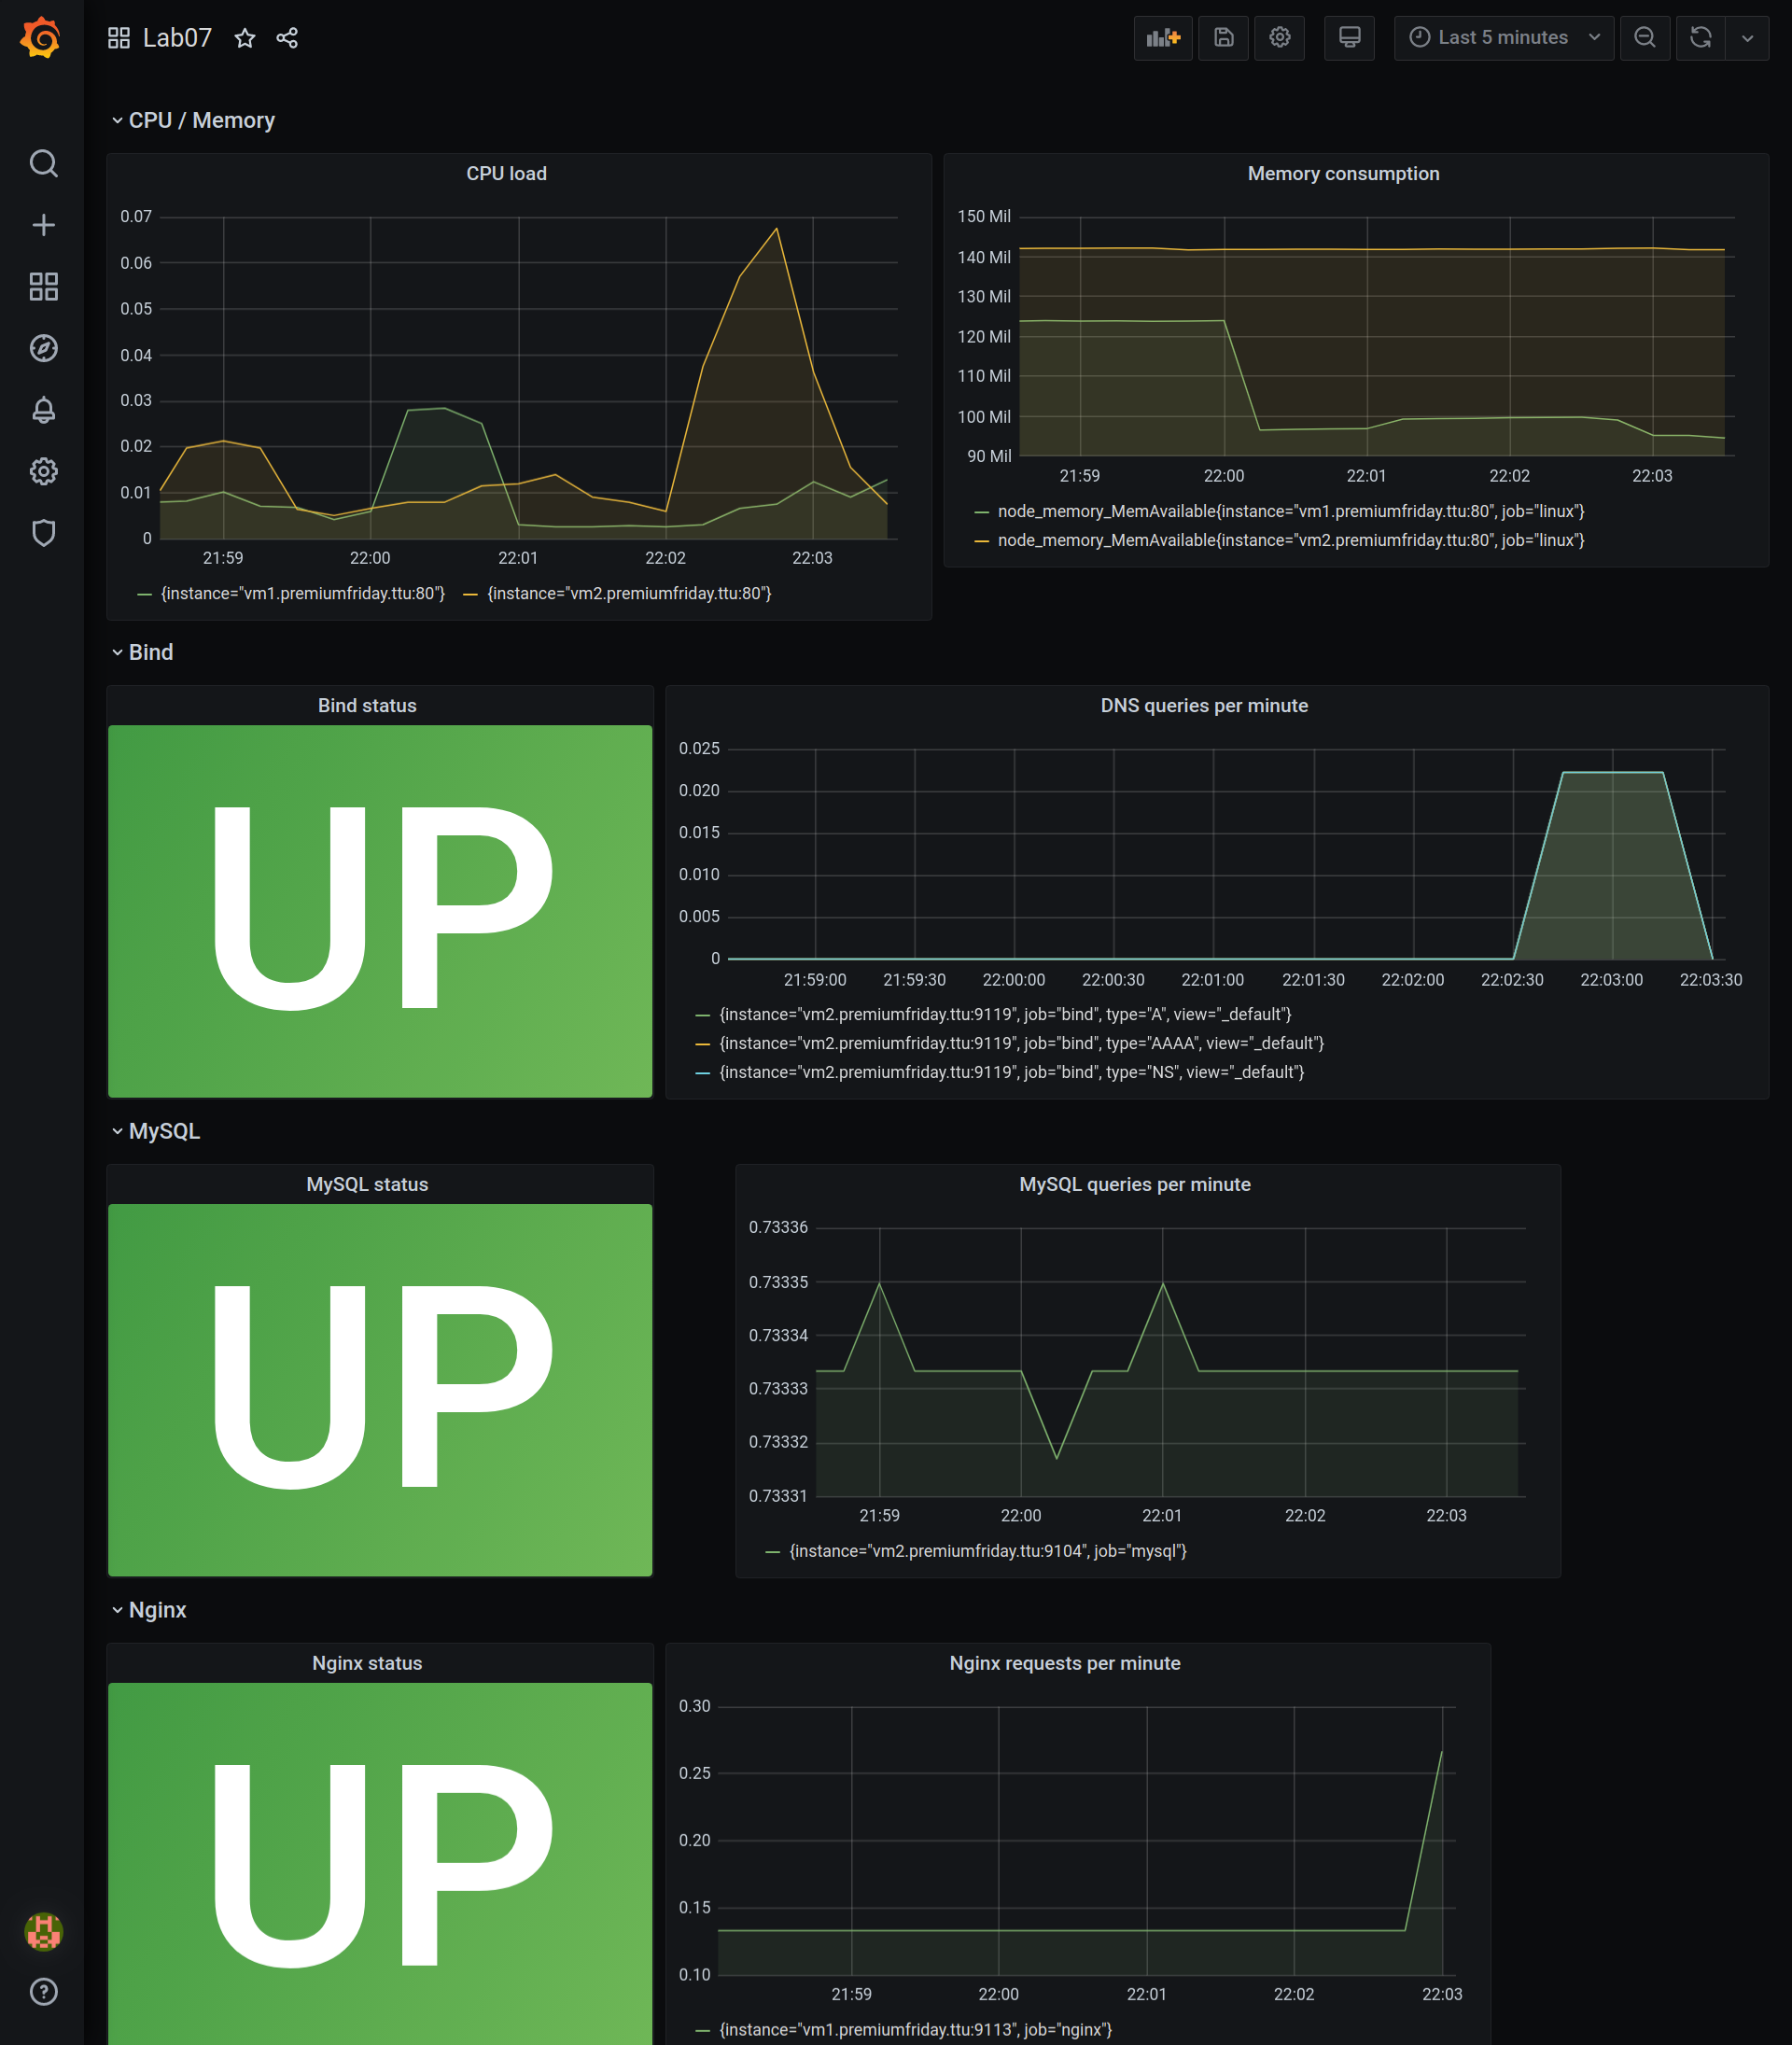 Lab07
Last 5 minutes
CPU / Memory
CPU load
0.07
0.06
0.05
0.04
0.03
0.02
0.01
0
21:59 22:00 22:01 22:02 22:03
{instance="vm1.premiumfriday.ttu:80"} {instance="vm2.premiumfriday.ttu:80"}
Memory consumption
150 Mil
140 Mil
130 Mil
120 Mil
110 Mil
100 Mil
90 Mil
21:59 22:00 22:01 22:02 22:03
node_memory_MemAvailable{instance="vm1.premiumfriday.ttu:80", job="linux"}
node_memory_MemAvailable{instance="vm2.premiumfriday.ttu:80", job="linux"}
Bind
Bind status
UP
DNS queries per minute
0.025
0.020
0.015
0.010
0.005
0
21:59:00 21:59:30 22:00:00 22:00:30 22:01:00 22:01:30 22:02:00 22:02:30 22:03:00 22:03:30
{instance="vm2.premiumfriday.ttu:9119", job="bind", type="A", view="_default"}
{instance="vm2.premiumfriday.ttu:9119", job="bind", type="AAAA", view="_default"}
{instance="vm2.premiumfriday.ttu:9119", job="bind", type="NS", view="_default"}
MySQL
MySQL status
UP
MySQL queries per minute
0.73336
0.73335
0.73334
0.73333
0.73332
0.73331
21:59 22:00 22:01 22:02 22:03
{instance="vm2.premiumfriday.ttu:9104", job="mysql"}
Nginx
Nginx status
UP
Nginx requests per minute
0.30
0.25
0.20
0.15
0.10
21:59 22:00 22:01 22:02 22:03
{instance="vm1.premiumfriday.ttu:9113", job="nginx"}